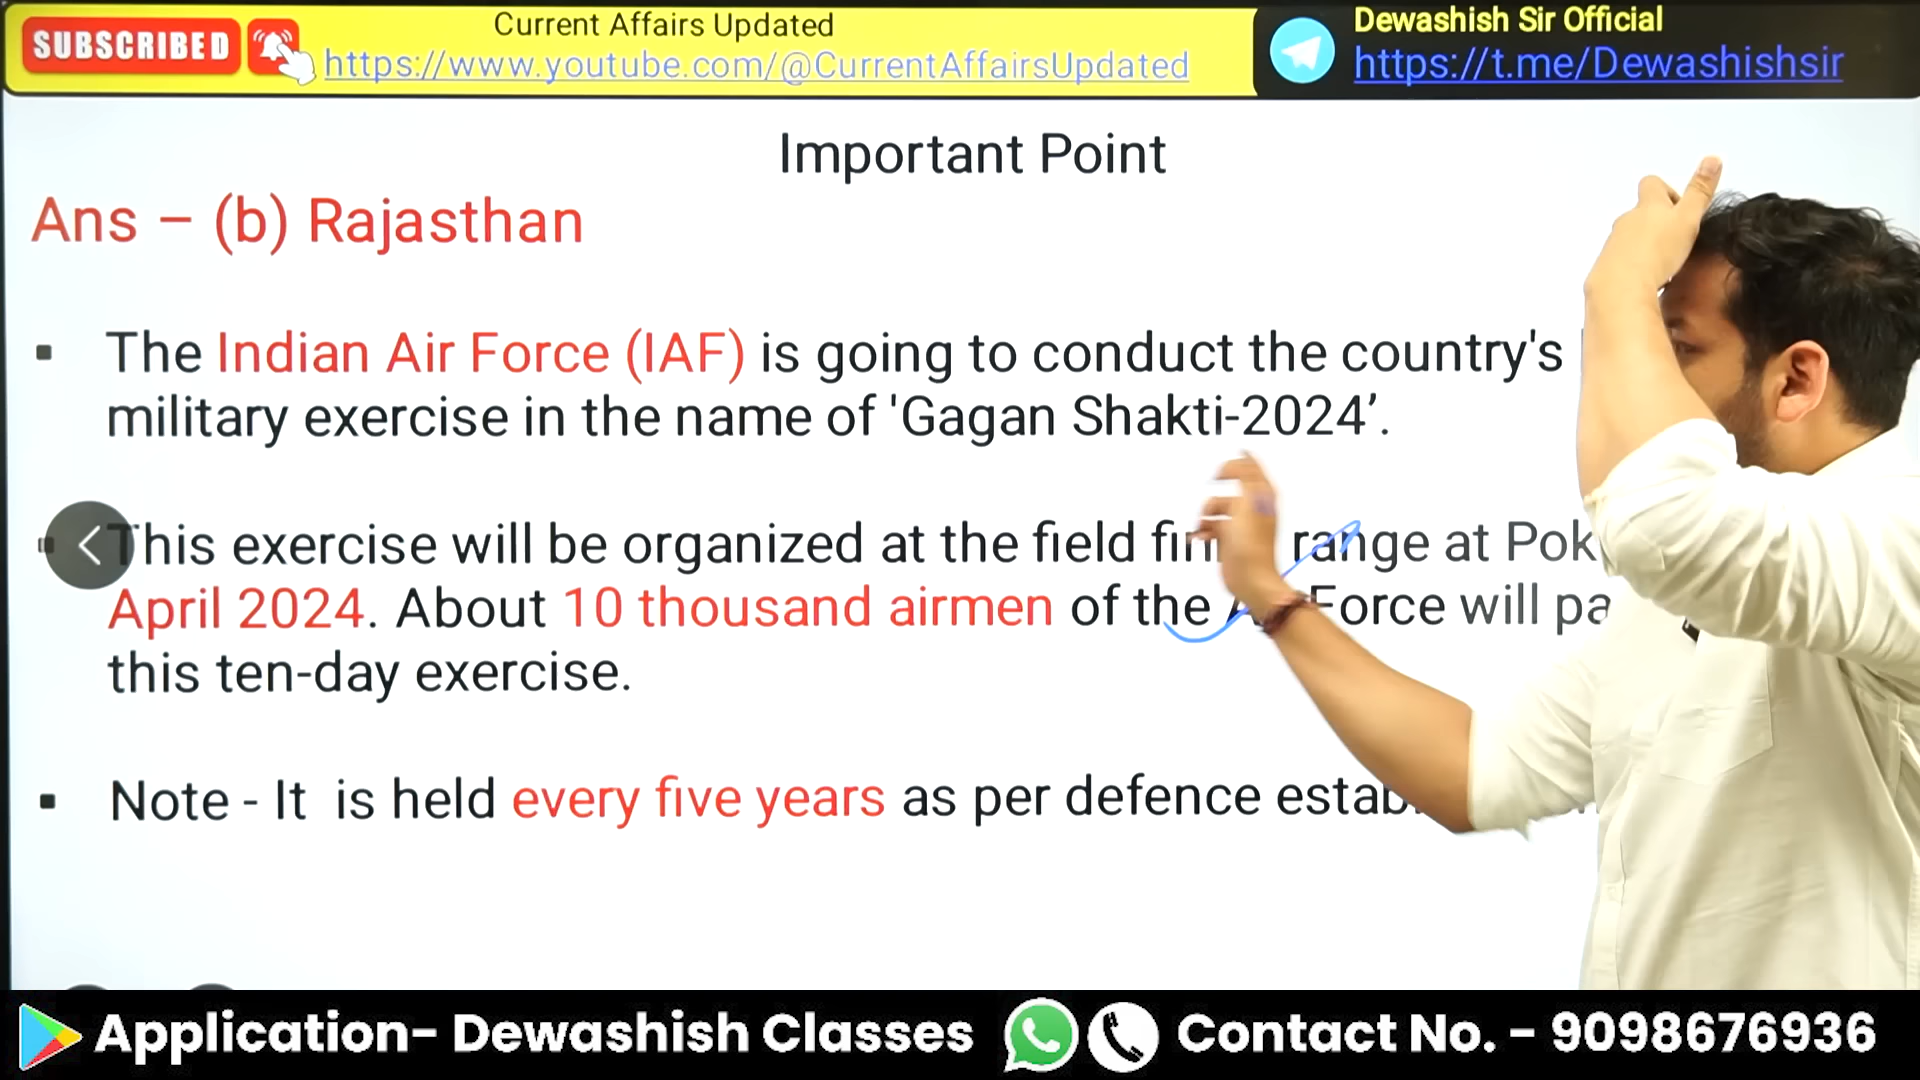 SUBSCRIBED
Current Affairs Updated
https://www.youtube.com/@CurrentAffairsUpdated
Dewashish Sir Official
https://t.me/Dewashishsir
Important Point
Ans – (b) Rajasthan
▪ The Indian Air Force (IAF) is going to conduct the country's
military exercise in the name of 'Gagan Shakti-2024’.
▪ This exercise will be organized at the field range at
April 2024. About 10 thousand airmen of the Force will
this ten-day exercise.
▪ Note - It is held every five years as per defence
Application- Dewashish Classes
Contact No. - 9098676936